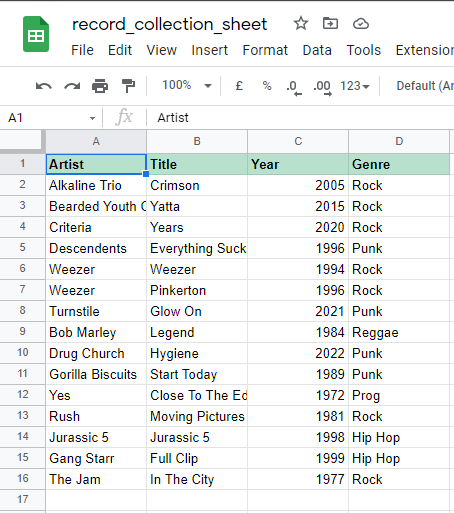 record_collection_sheet
File Edit View Insert Format Data Tools Extension
100% £ % .0 .00 123 Default (Ar
A1 fx Artist
A B C D
1 Artist Title Year Genre
2 Alkaline Trio Crimson 2005 Rock
3 Bearded Youth Yatta 2015 Rock
4 Criteria Years 2020 Rock
5 Descendents Everything Suck 1996 Punk
6 Weezer Weezer 1994 Rock
7 Weezer Pinkerton 1996 Rock
8 Turnstile Glow On 2021 Punk
9 Bob Marley Legend 1984 Reggae
10 Drug Church Hygiene 2022 Punk
11 Gorilla Biscuits Start Today 1989 Punk
12 Yes Close To The Ed 1972 Prog
13 Rush Moving Pictures 1981 Rock
14 Jurassic 5 Jurassic 5 1998 Hip Hop
15 Gang Starr Full Clip 1999 Hip Hop
16 The Jam In The City 1977 Rock
17